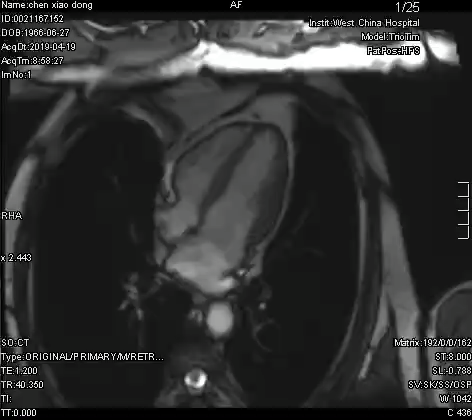 Name:chen xiao dong
ID:0021167152
DOB:1966-06-27
AcqDt:2019-04-19
AcqTm:8:58:27
ImNo:1
AF
1/25
Instit:West China Hospital
Model:TrioTim
PatPos:HFS
RHA
x 2.443
SO:CT
Type:ORIGINAL/PRIMARY/M/RETR...
TE:1.200
TR:40.350
TI:
TT:0.000
Matrix:192/0/0/162
ST:8.000
SL:-0.788
SV:SK/SS/OSP
W 1042